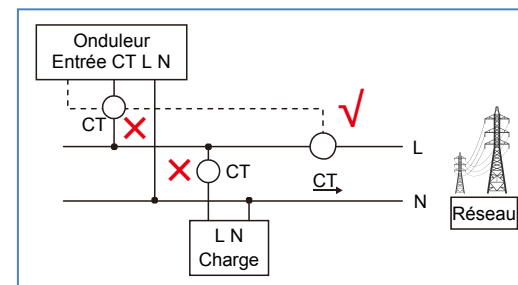 Onduleur
Entrée CT L N
CT
CT
CT
L
N
Réseau
L N
Charge